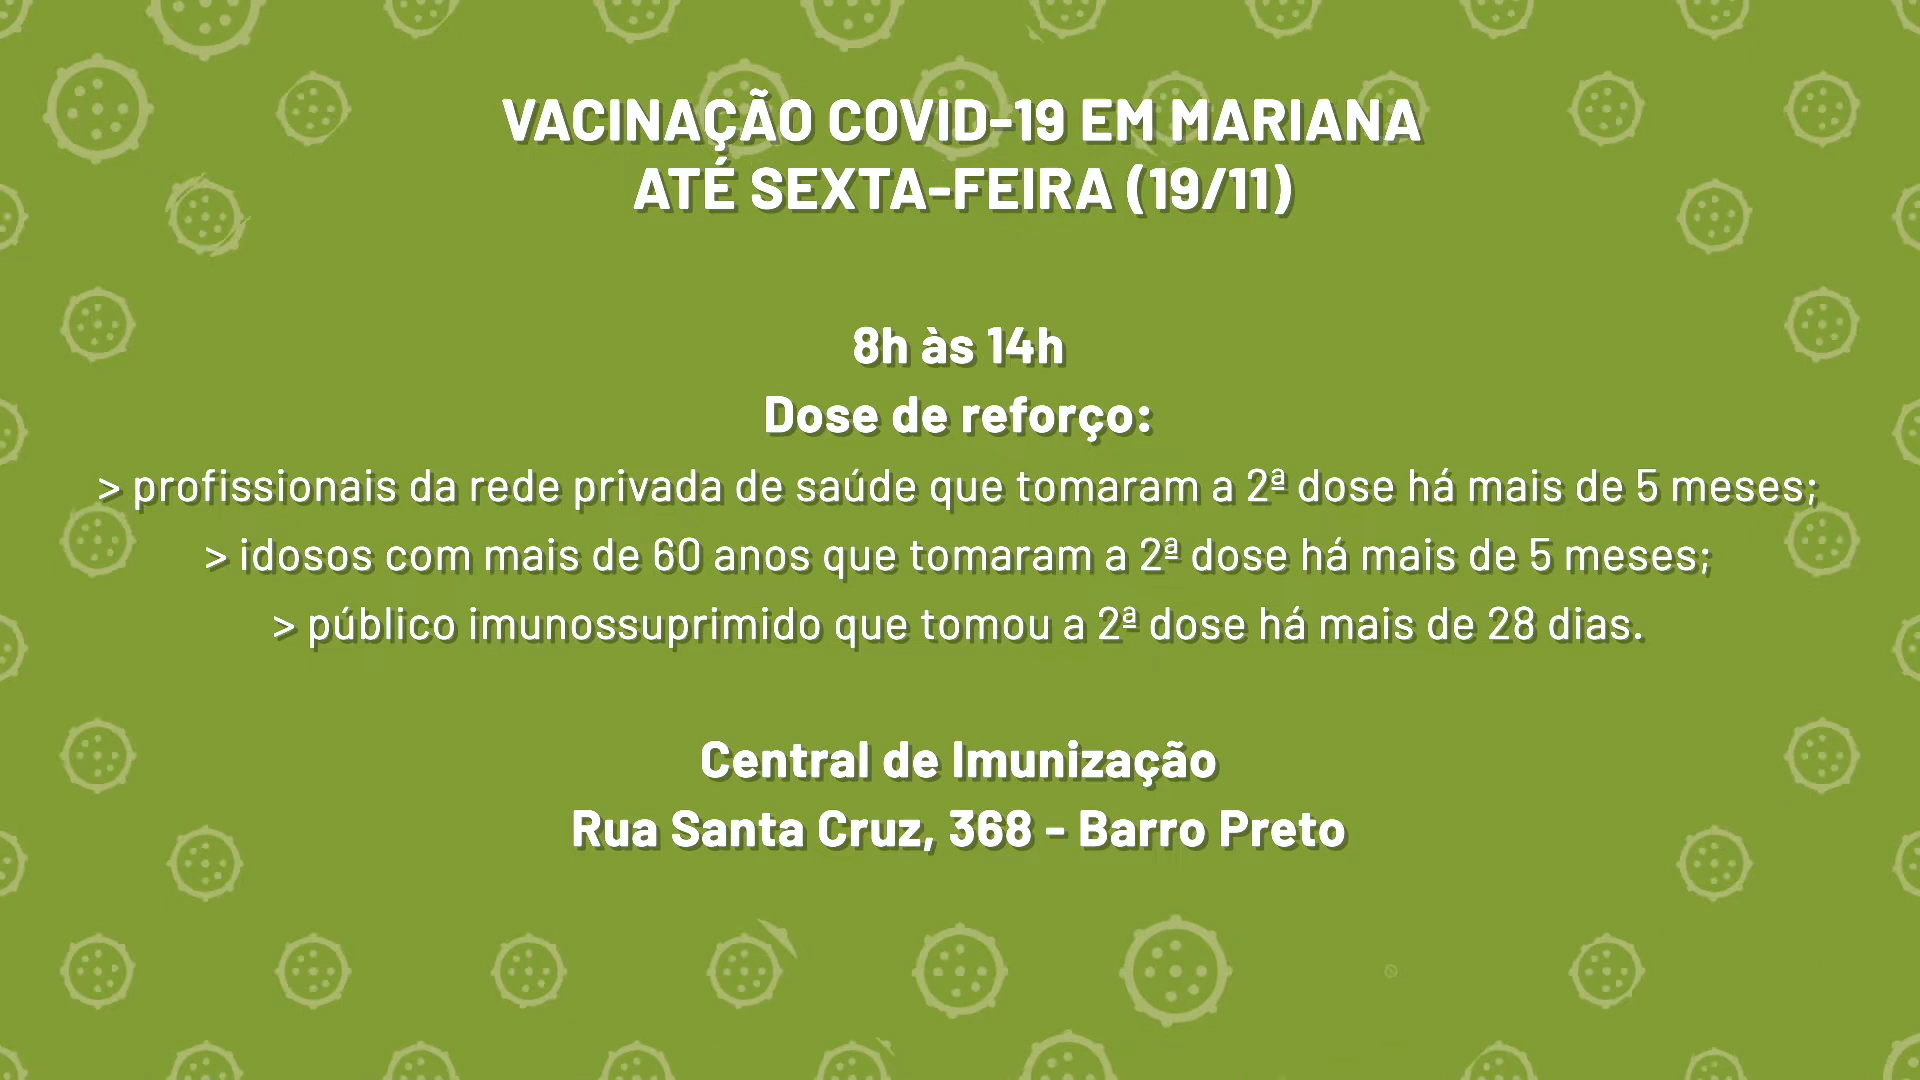 VACINAÇÃO COVID-19 EM MARIANA
ATÉ SEXTA-FEIRA (19/11)
8h às 14h
Dose de reforço:
> profissionais da rede privada de saúde que tomaram a 2ª dose há mais de 5 meses;
> idosos com mais de 60 anos que tomaram a 2ª dose há mais de 5 meses;
> público imunossuprimido que tomou a 2ª dose há mais de 28 dias.
Central de Imunização
Rua Santa Cruz, 368 - Barro Preto